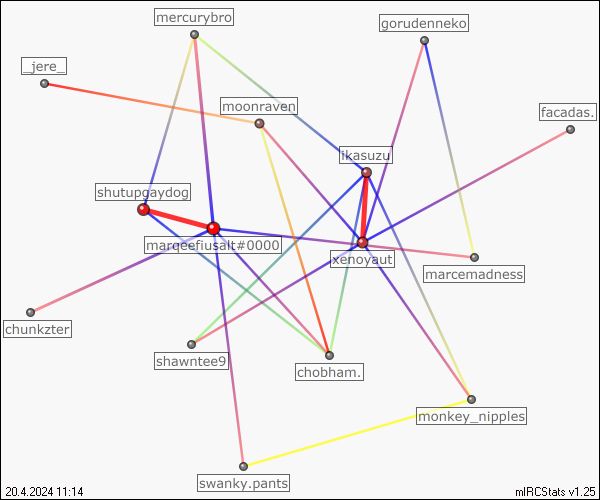 mercurybro
gorudenneko
_jere_
moonraven
facadas.
ikasuzu
shutupgaydog
marqeefiusalt#0000
xenoyaut
marcemadness
chunkzter
shawntee9
chobham.
monkey_nipples
swanky.pants
20.4.2024 11:14
mIRCStats v1.25